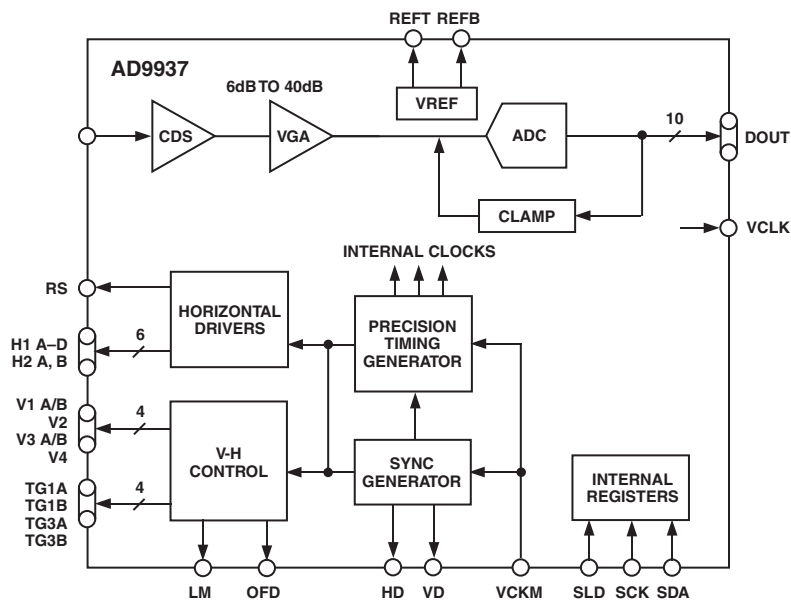 REFT REFB
AD9937
6dB TO 40dB
VREF
CDS
VGA
ADC
10
DOUT
CLAMP
VCLK
INTERNAL CLOCKS
RS
HORIZONTAL
DRIVERS
PRECISION
TIMING
GENERATOR
H1 A–D
H2 A, B
6
V1 A/B
V2
V3 A/B
V4
4
V-H
CONTROL
SYNC
GENERATOR
INTERNAL
REGISTERS
TG1A
TG1B
TG3A
TG3B
4
LM
OFD
HD
VD
VCKM
SLD
SCK
SDA